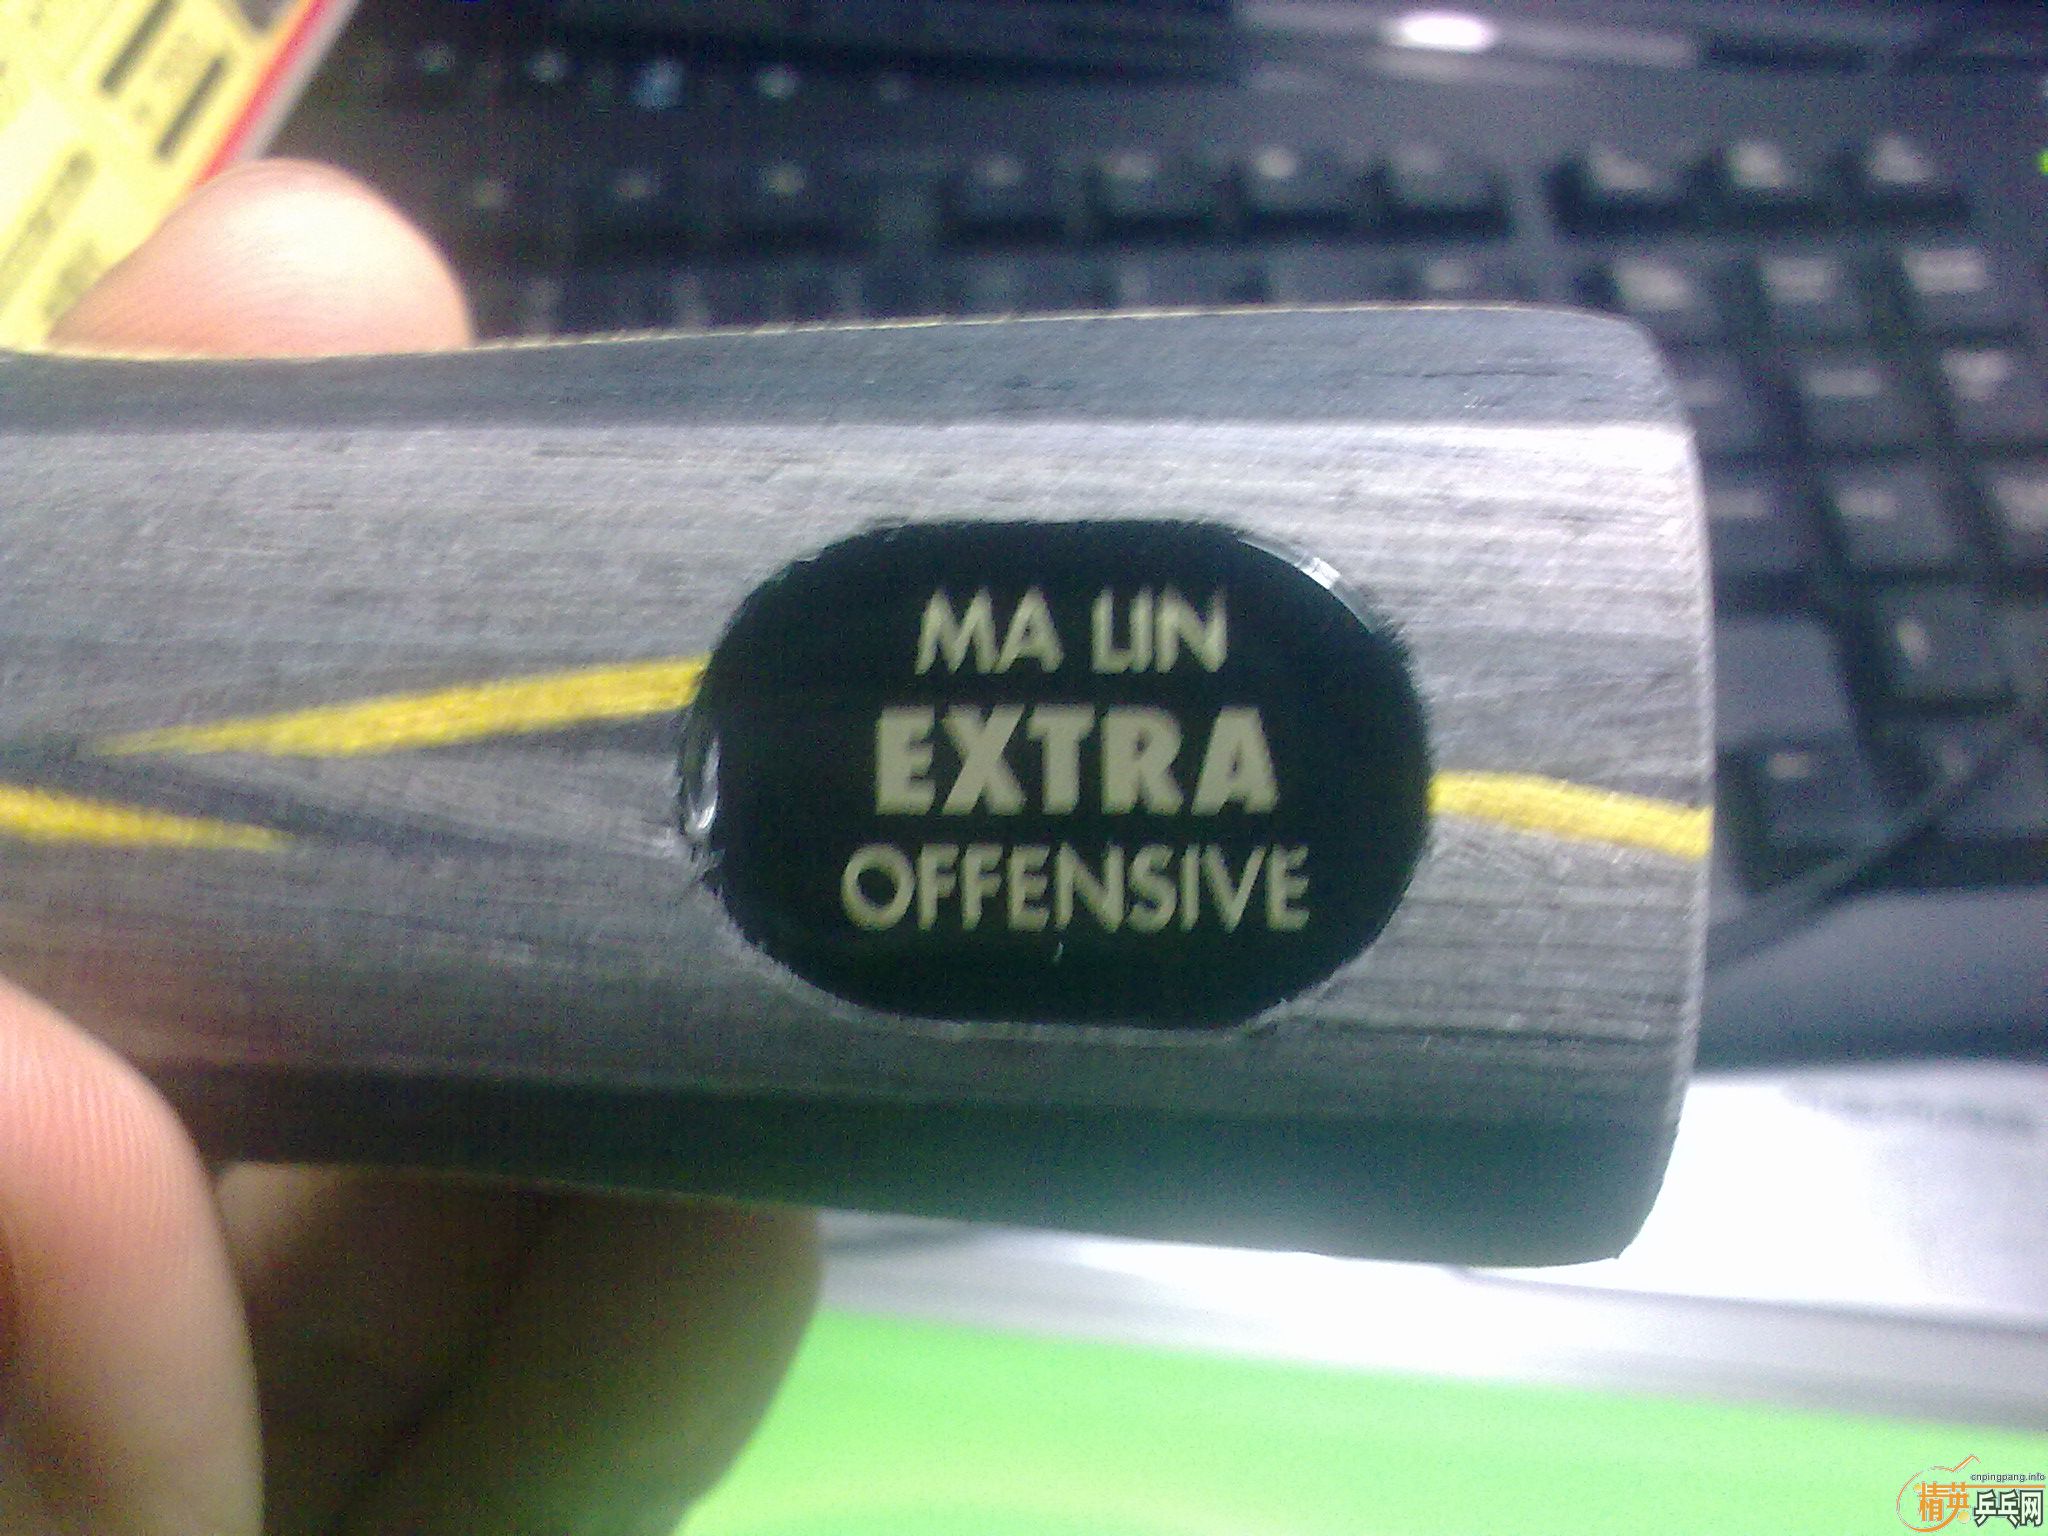 MA LIN
EXTRA
OFFENSIVE
cnpingpang.info
精英乒乓网